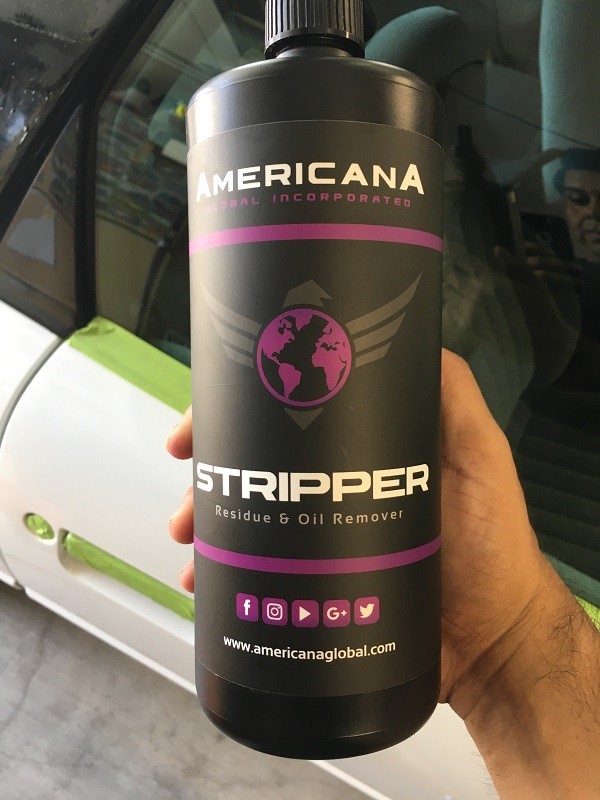 AMERICANA
GLOBAL INCORPORATED
STRIPPER
Residue & Oil Remover
f G+
www.americanaglobal.com